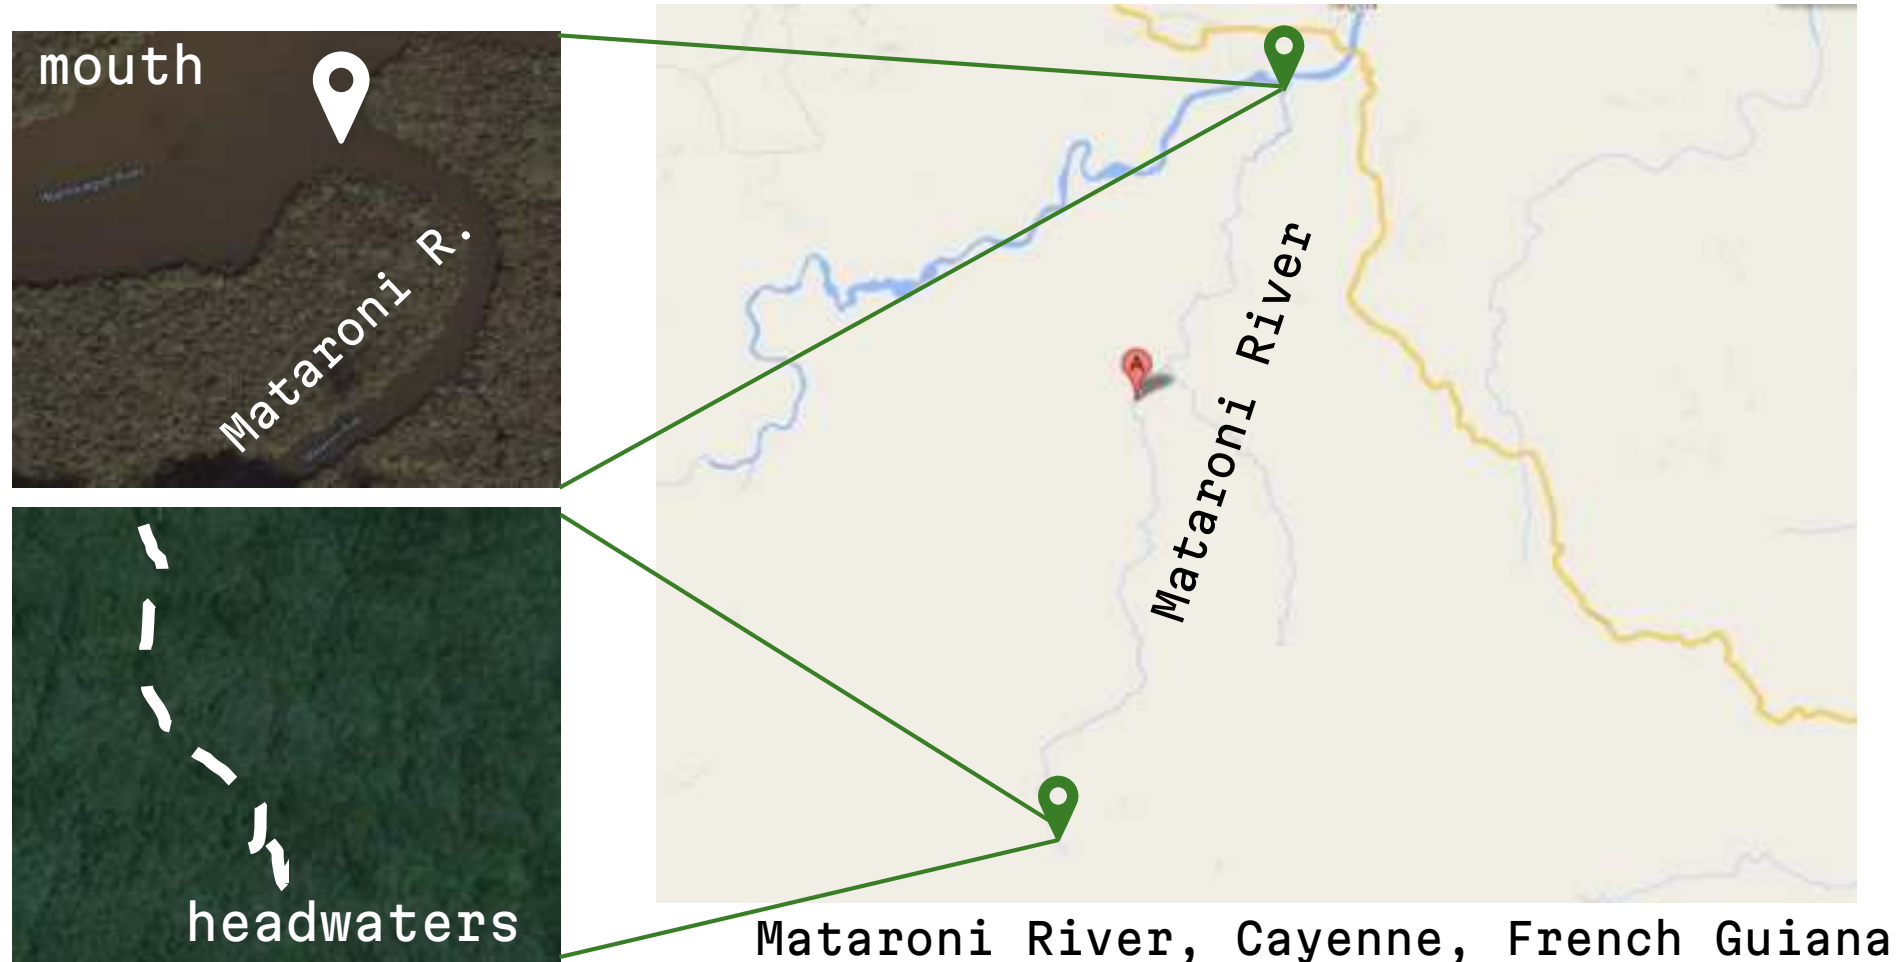 mouth
Mataroni R.
headwaters
Mataroni River
A
Mataroni River, Cayenne, French Guiana